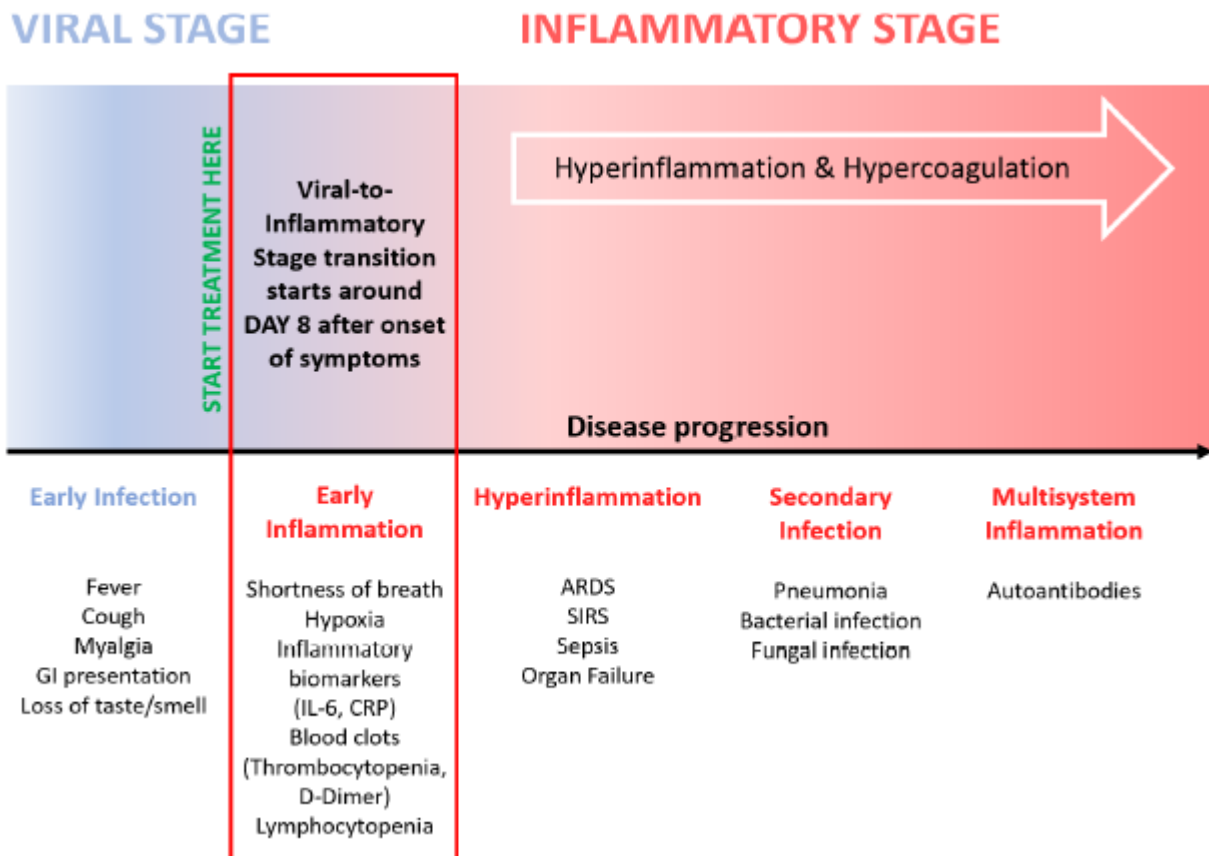 VIRAL STAGE
INFLAMMATORY STAGE
START TREATMENT HERE
Viral-to-
Inflammatory
Stage transition
starts around
DAY 8 after onset
of symptoms
Hyperinflammation & Hypercoagulation
Disease progression
Early Infection
Fever
Cough
Myalgia
GI presentation
Loss of taste/smell
Early
Inflammation
Shortness of breath
Hypoxia
Inflammatory
biomarkers
(IL-6, CRP)
Blood clots
(Thrombocytopenia,
D-Dimer)
Lymphocytopenia
Hyperinflammation
ARDS
SIRS
Sepsis
Organ Failure
Secondary
Infection
Pneumonia
Bacterial infection
Fungal infection
Multisystem
Inflammation
Autoantibodies